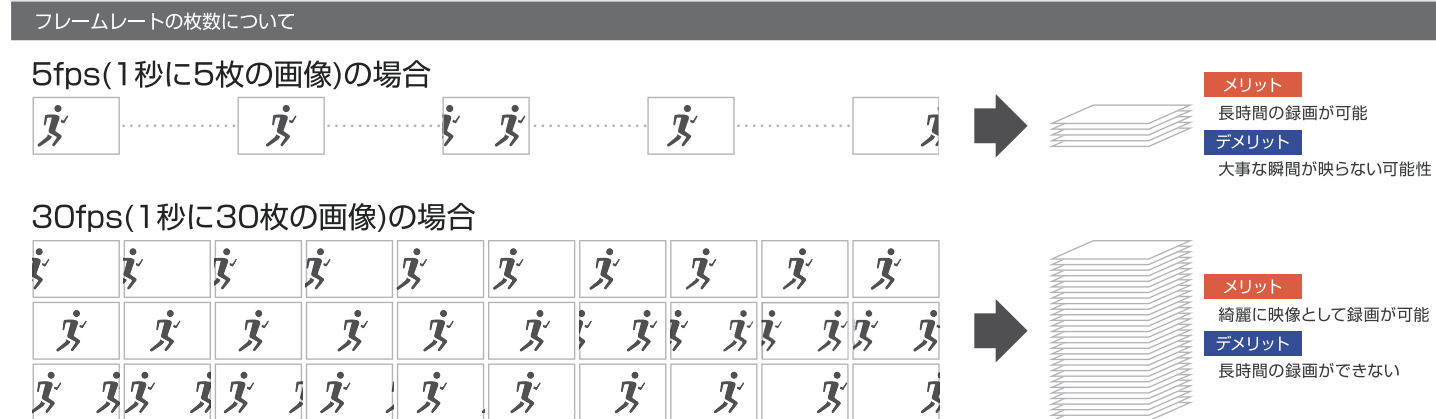 フレームレートの枚数について
5fps(1秒に5枚の画像)の場合
メリット
長時間の録画が可能
デメリット
大事な瞬間が映らない可能性
30fps(1秒に30枚の画像)の場合
メリット
綺麗に映像として録画が可能
デメリット
長時間の録画ができない